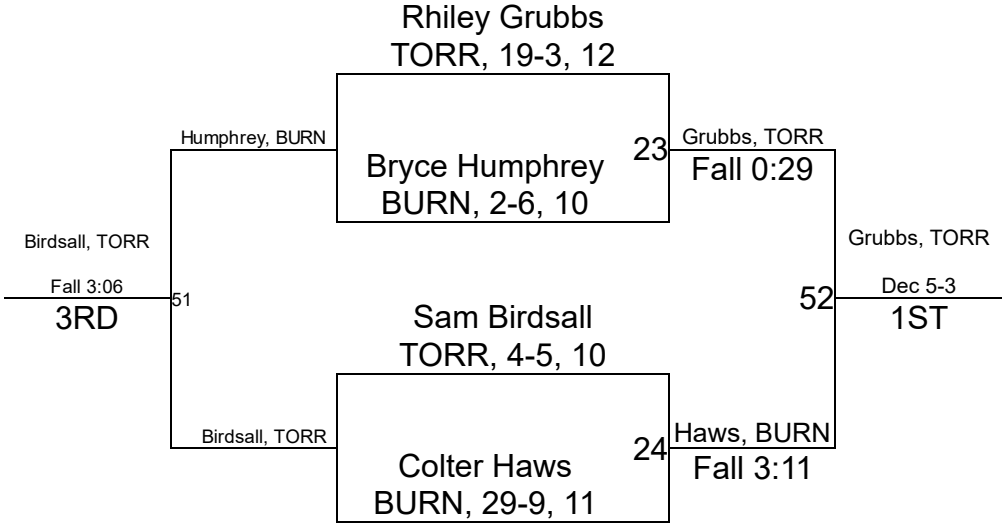 Rhiley Grubbs
TORR, 19-3, 12
Humphrey, BURN
23
Grubbs, TORR
Fall 0:29
Bryce Humphrey
BURN, 2-6, 10
Birdsall, TORR
Fall 3:06
3RD
51
Grubbs, TORR
52
Dec 5-3
1ST
Sam Birdsall
TORR, 4-5, 10
Birdsall, TORR
24
Haws, BURN
Fall 3:11
Colter Haws
BURN, 29-9, 11